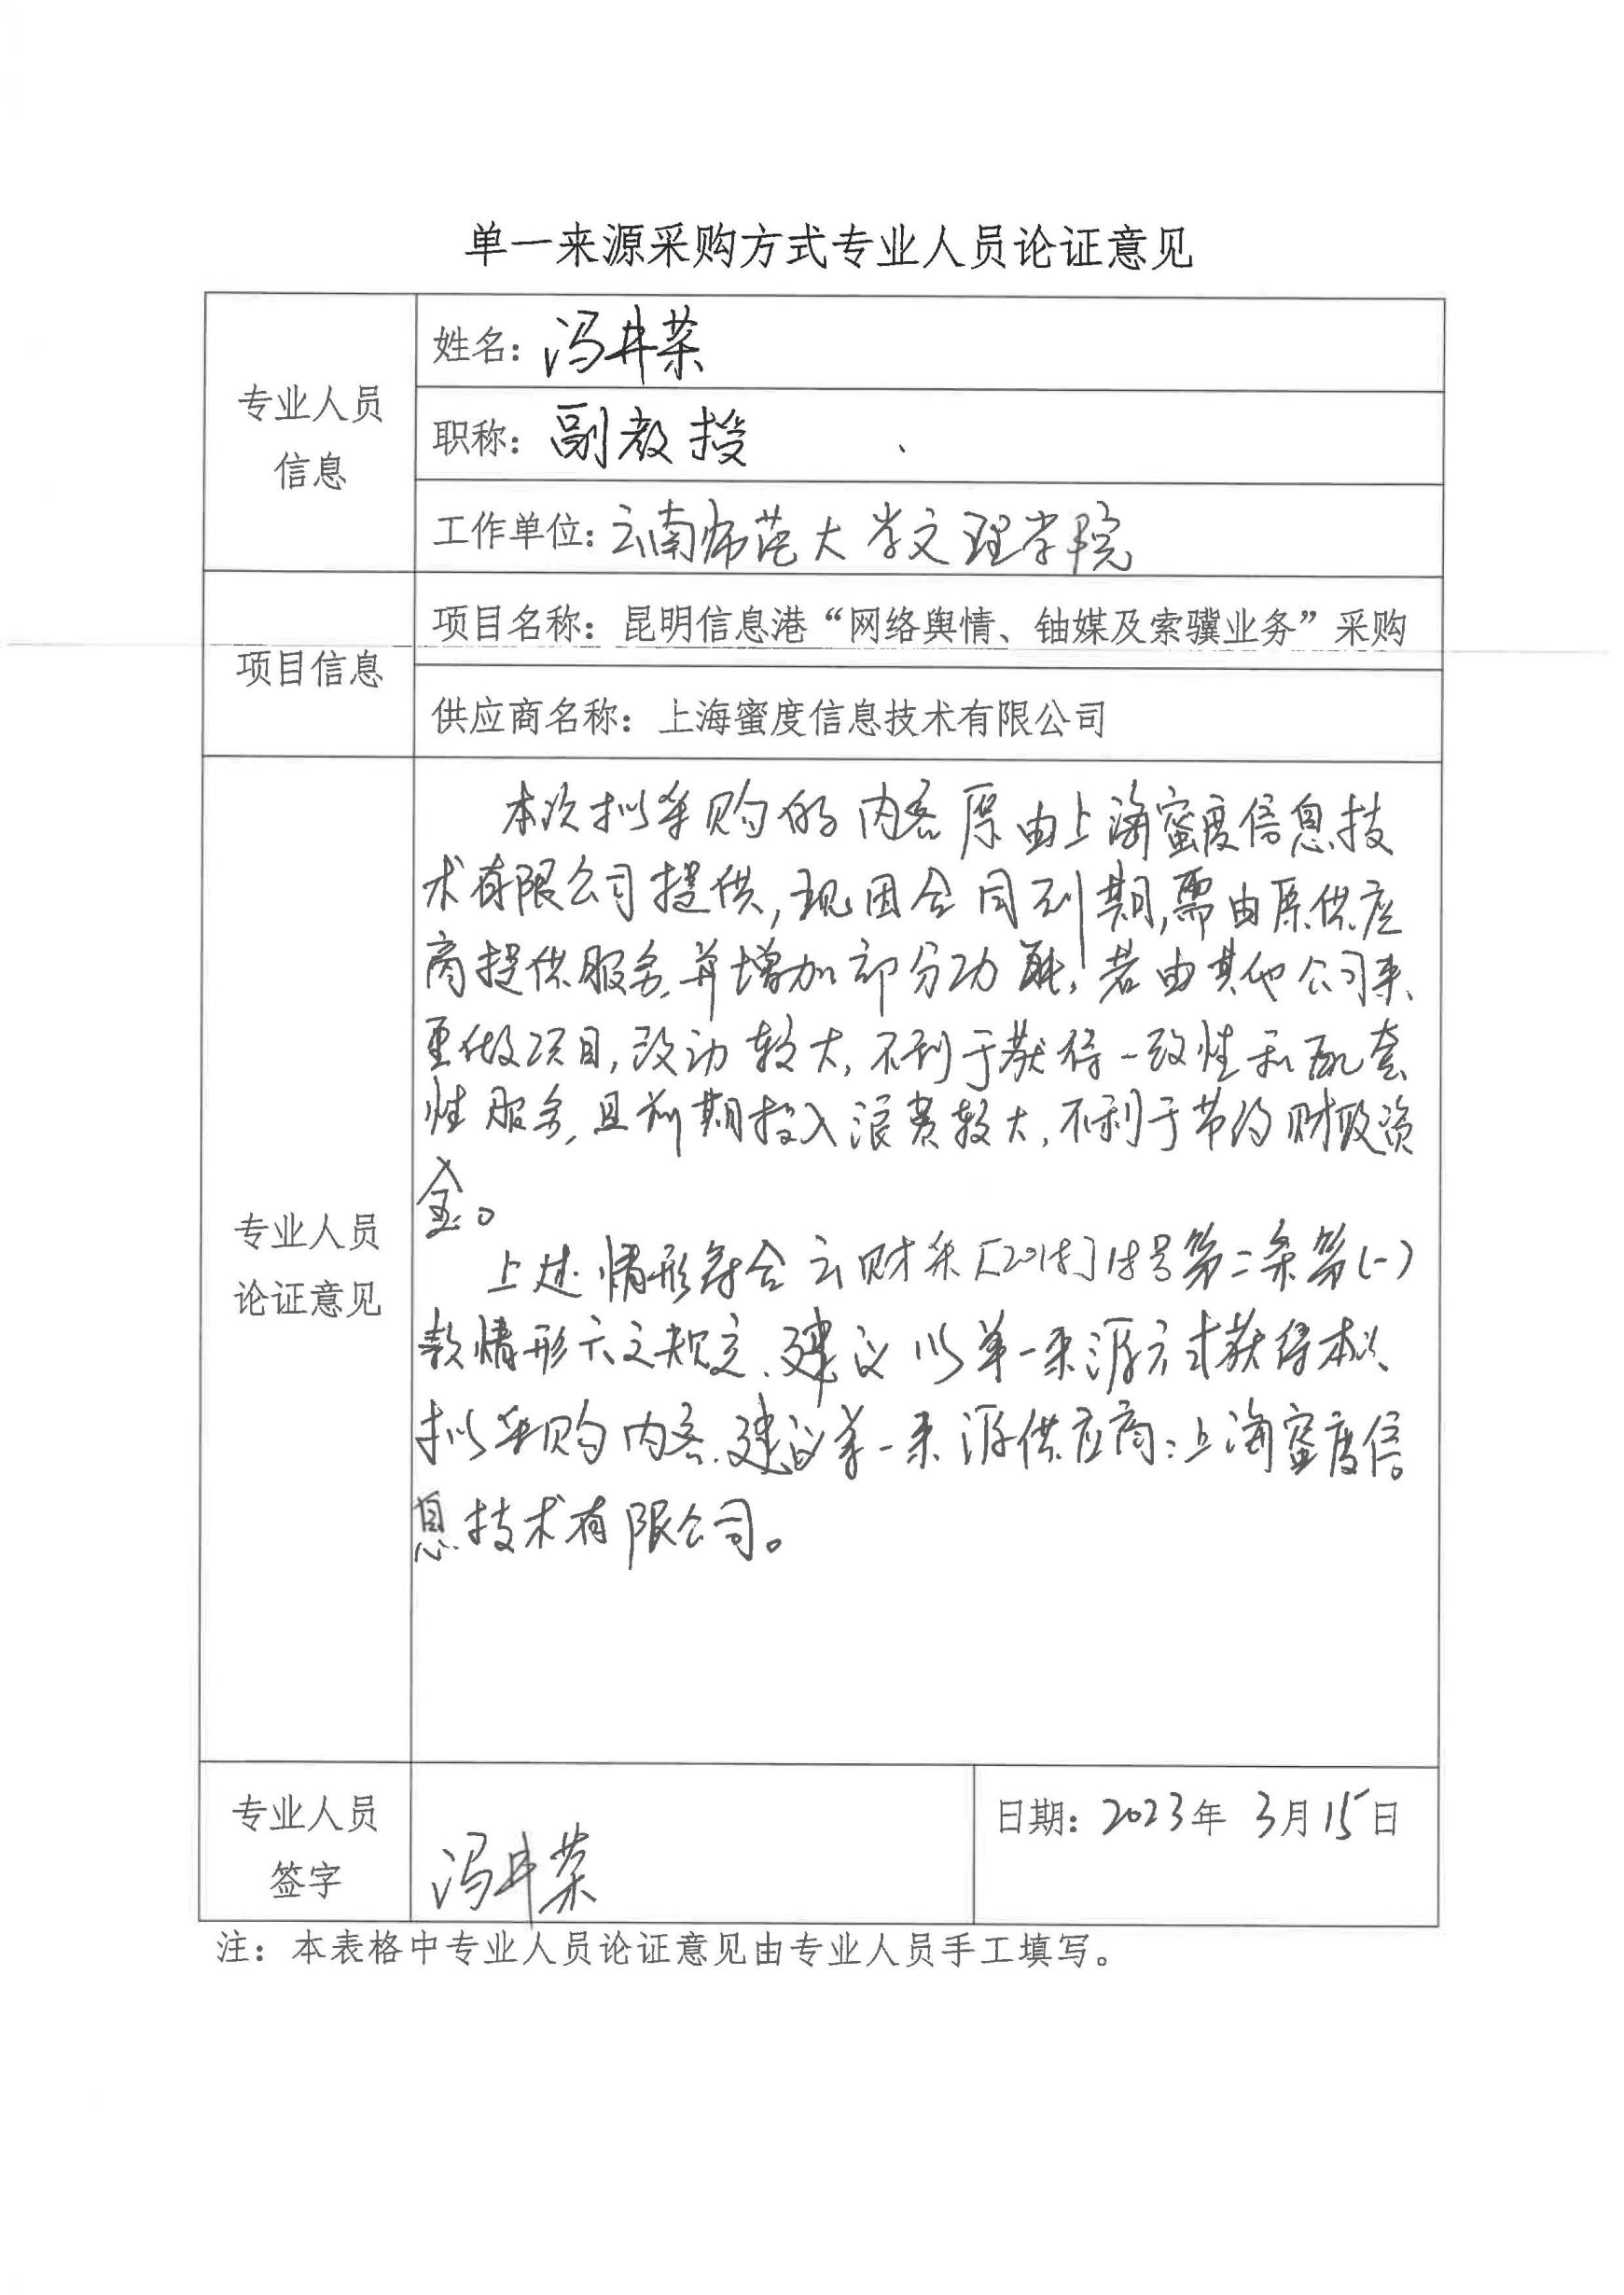 单一来源采购方式专业人员论证意见
专业人员
信息
姓名：冯井荣
职称：副教授
工作单位：云南师范大学文理学院
项目信息
项目名称：昆明信息港“网络舆情、铀媒及索骥业务”采购
供应商名称：上海蜜度信息技术有限公司
专业人员
论证意见
本次拟采购的内容原由上海蜜度信息技
术有限公司提供，现因合同到期，需由原供应
商提供服务，并增加部分功能，若由其他公司来
重做项目，改动较大，不利于获得一致性和配套
性服务，且前期投入浪费较大，不利于节约财政资
金。
上述情形符合云财采[2018]18号第二条第(一)
款情形六之规定，建议以单一来源方式获得本次
拟采购内容，建议单一来源供应商：上海蜜度信
息技术有限公司。
专业人员
签字
冯井荣
日期：2023年 3月15日
注：本表格中专业人员论证意见由专业人员手工填写。